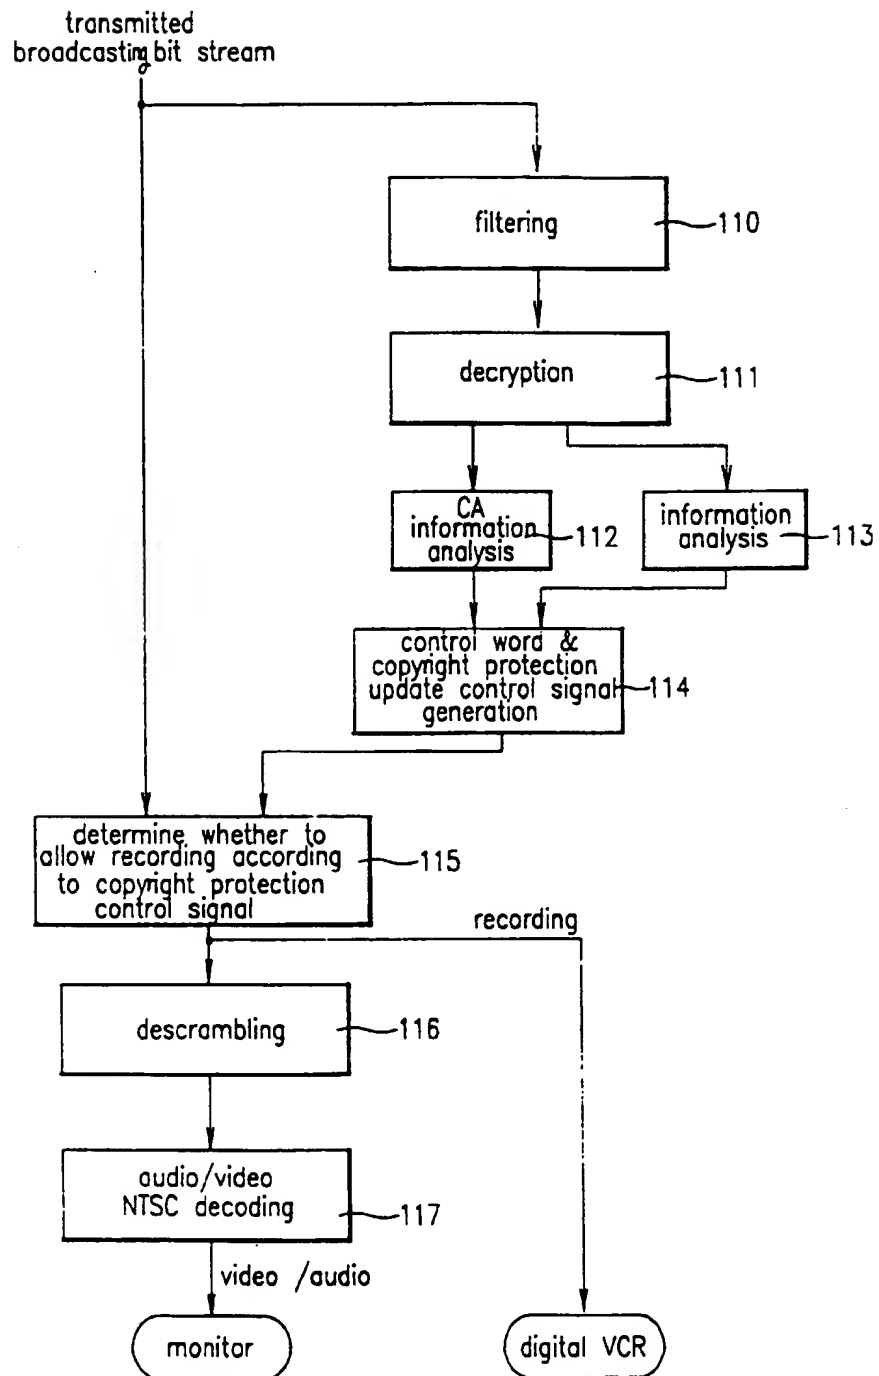 transmitted
broadcasting bit stream
filtering
110
decryption
111
CA
information
analysis
112
information
analysis
113
control word &
copyright protection
update control signal
generation
114
determine whether to
allow recording according
to copyright protection
control signal
115
recording
descrambling
116
audio/video
NTSC decoding
117
video /audio
monitor
digital VCR